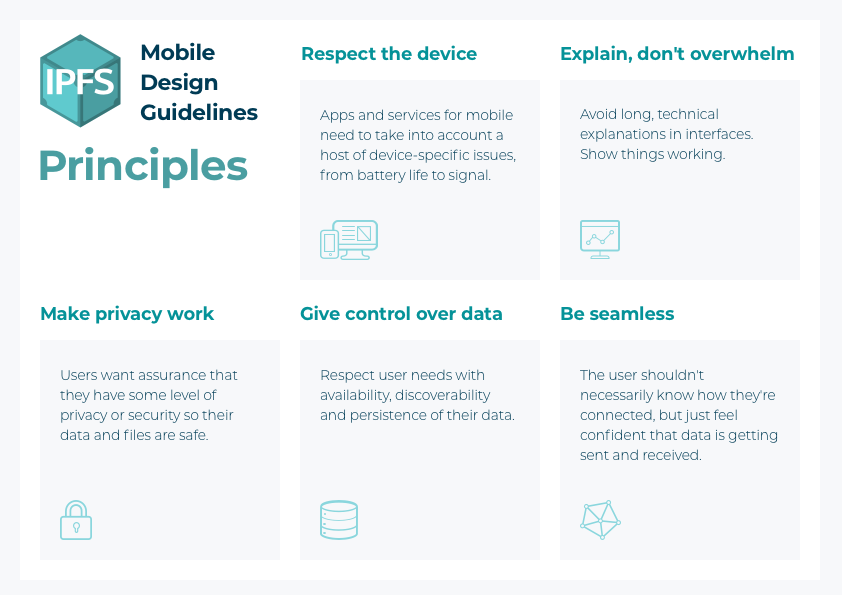 IPFS
Mobile
Design
Guidelines
Principles
Respect the device
Apps and services for mobile
need to take into account a
host of device-specific issues,
from battery life to signal.
Explain, don't overwhelm
Avoid long, technical
explanations in interfaces.
Show things working.
Make privacy work
Users want assurance that
they have some level of
privacy or security so their
data and files are safe.
Give control over data
Respect user needs with
availability, discoverability
and persistence of their data.
Be seamless
The user shouldn't
necessarily know how they're
connected, but just feel
confident that data is getting
sent and received.